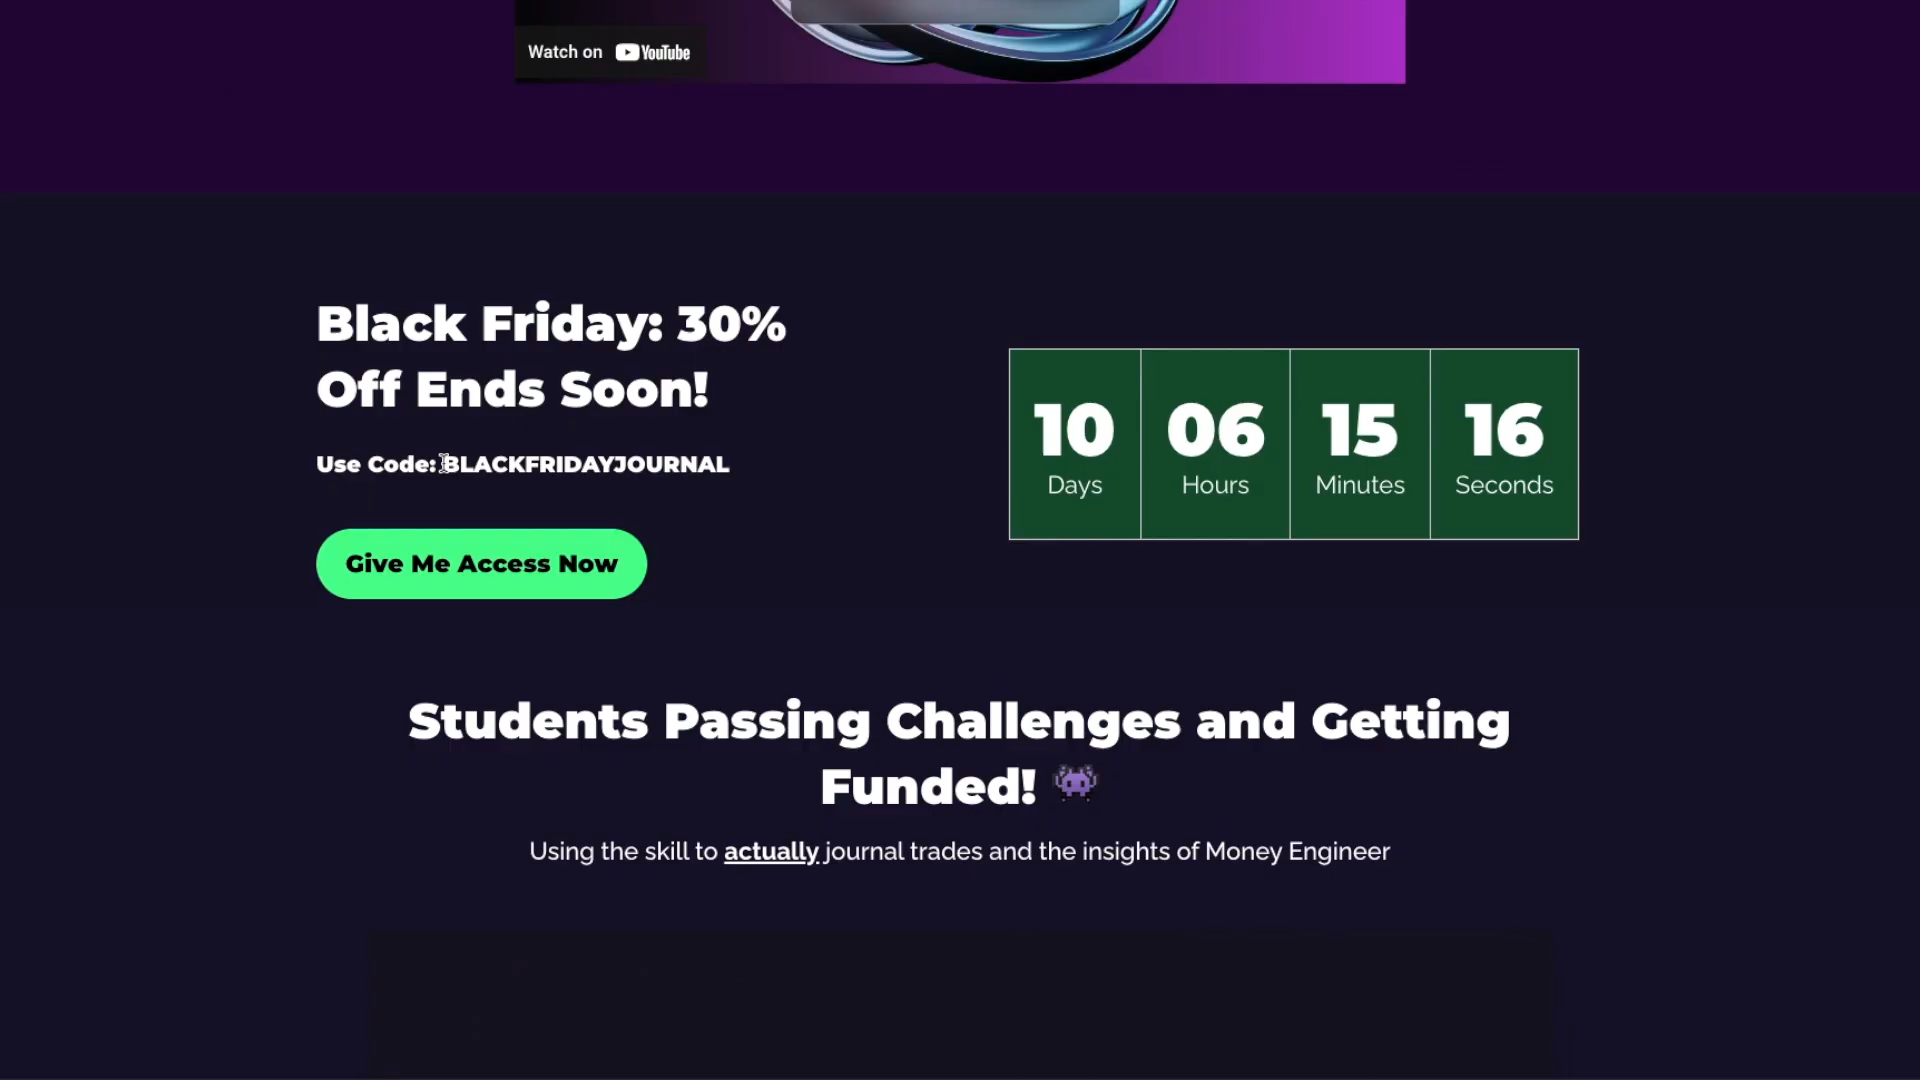 Watch on YouTube
Black Friday: 30%
Off Ends Soon!
Use Code: BLACKFRIDAYJOURNAL
Give Me Access Now
10 06 15 16
Days Hours Minutes Seconds
Students Passing Challenges and Getting
Funded! 👾
Using the skill to actually journal trades and the insights of Money Engineer